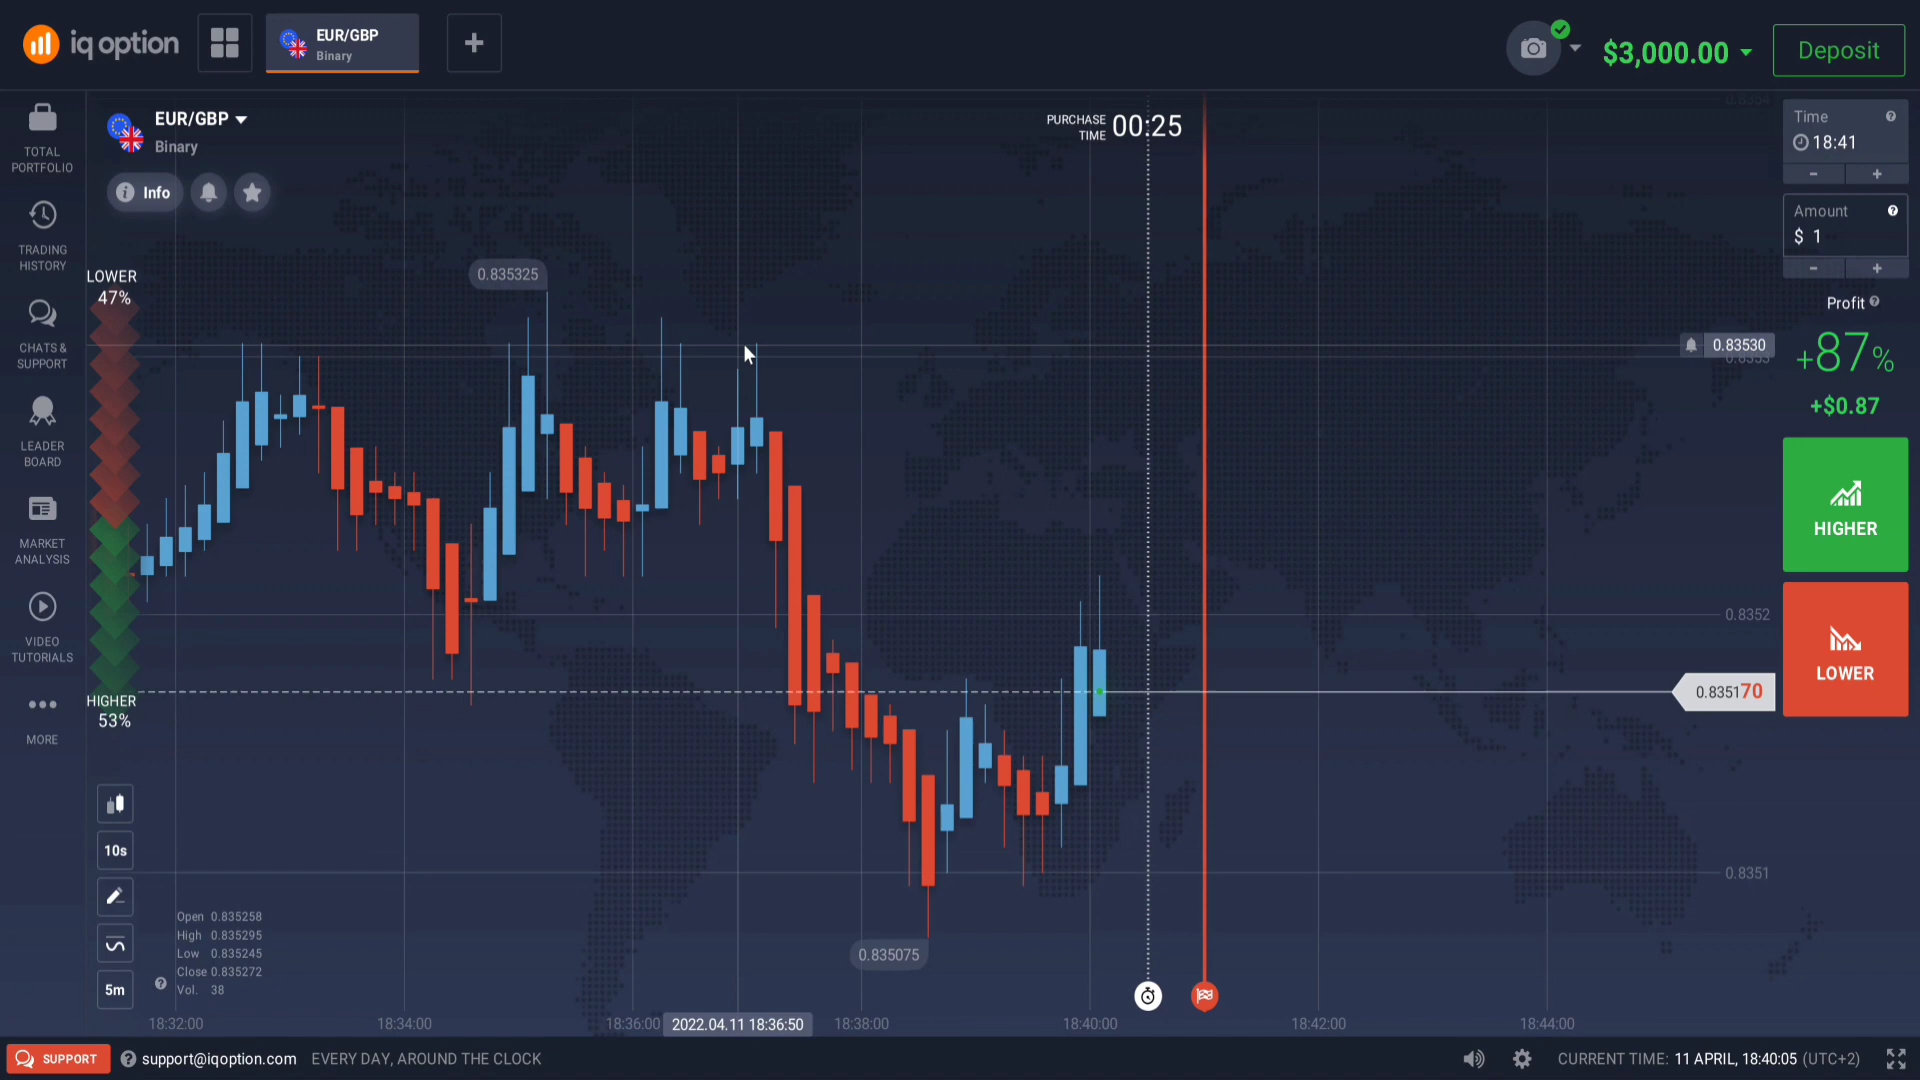 iq option
EUR/GBP
Binary
$3,000.00
Deposit
TOTAL
PORTFOLIO
TRADING
HISTORY
CHATS &
SUPPORT
LEADER
BOARD
MARKET
ANALYSIS
VIDEO
TUTORIALS
MORE
EUR/GBP
Binary
Info
LOWER
47%
HIGHER
53%
10s
5m
PURCHASE
TIME
00:25
0.835325
0.835075
0.83530
0.8352
0.835170
0.8351
Open 0.835258
High 0.835295
Low 0.835245
Close 0.835272
Vol. 38
18:32:00
18:34:00
18:36:00
2022.04.11 18:36:50
18:38:00
18:40:00
18:42:00
18:44:00
Time
18:41
- +
Amount
$ 1
- +
Profit
+87%
+$0.87
HIGHER
LOWER
SUPPORT
support@iqoption.com
EVERY DAY, AROUND THE CLOCK
CURRENT TIME: 11 APRIL, 18:40:05 (UTC+2)